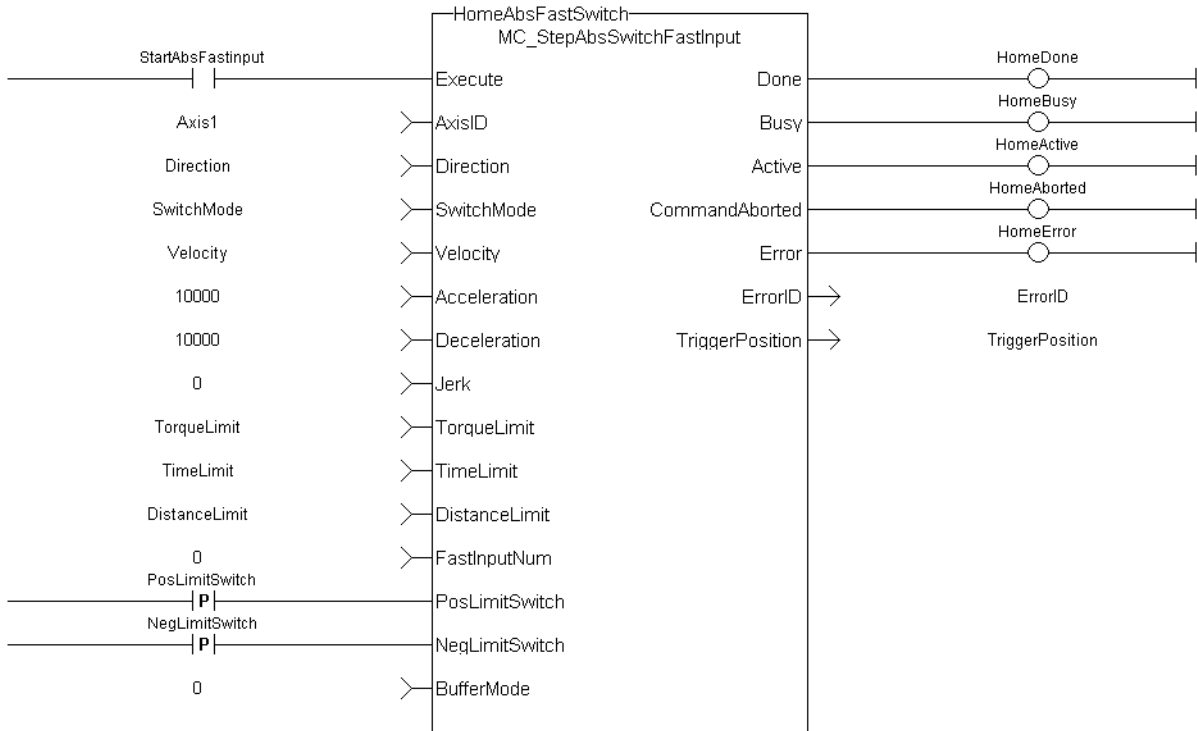 HomeAbsFastSwitch
MC_StepAbsSwitchFastInput
StartAbsFastinput Execute Done HomeDone
Axis1 AxisID Busy HomeBusy
Direction Direction Active HomeActive
SwitchMode SwitchMode CommandAborted HomeAborted
Velocity Velocity Error HomeError
10000 Acceleration ErrorID ErrorID
10000 Deceleration TriggerPosition TriggerPosition
0 Jerk
TorqueLimit TorqueLimit
TimeLimit TimeLimit
DistanceLimit DistanceLimit
0 FastInputNum
PosLimitSwitch
P PosLimitSwitch
NegLimitSwitch
P NegLimitSwitch
0 BufferMode